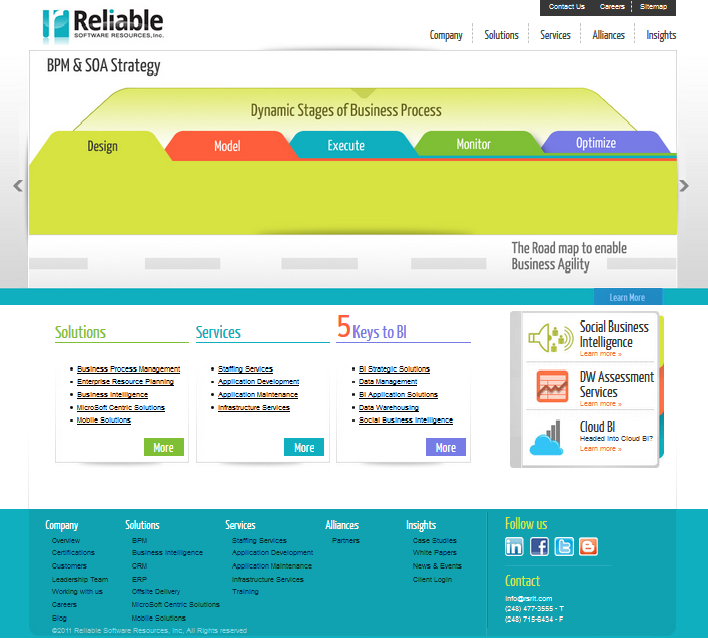 Contact Us Careers Sitemap
Reliable
SOFTWARE RESOURCES, Inc.
Company Solutions Services Alliances Insights
BPM & SOA Strategy
Dynamic Stages of Business Process
Design Model Execute Monitor Optimize
The Road map to enable
Business Agility
Learn More
Solutions
Business Process Management
Enterprise Resource Planning
Business Intelligence
MicroSoft Centric Solutions
Mobile Solutions
More
Services
Staffing Services
Application Development
Application Maintenance
Infrastructure Services
More
5 Keys to BI
BI Strategic Solutions
Data Management
BI Application Solutions
Data Warehousing
Social Business Intelligence
More
Social Business
Intelligence
Learn more »
DW Assessment
Services
Learn more »
Cloud BI
Headed Into Cloud BI?
Learn more »
Company
Overview
Certifications
Customers
Leadership Team
Working with us
Careers
Blog
Solutions
BPM
Business Intelligence
CRM
ERP
Offsite Delivery
MicroSoft Centric Solutions
Mobile Solutions
Services
Staffing Services
Application Development
Application Maintenance
Infrastructure Services
Training
Alliances
Partners
Insights
Case Studies
White Papers
News & Events
Client Login
Follow us
Contact
info@rsrit.com
(248) 477-3555 - T
(248) 715-6434 - F
©2011 Reliable Software Resources, Inc, All Rights reserved